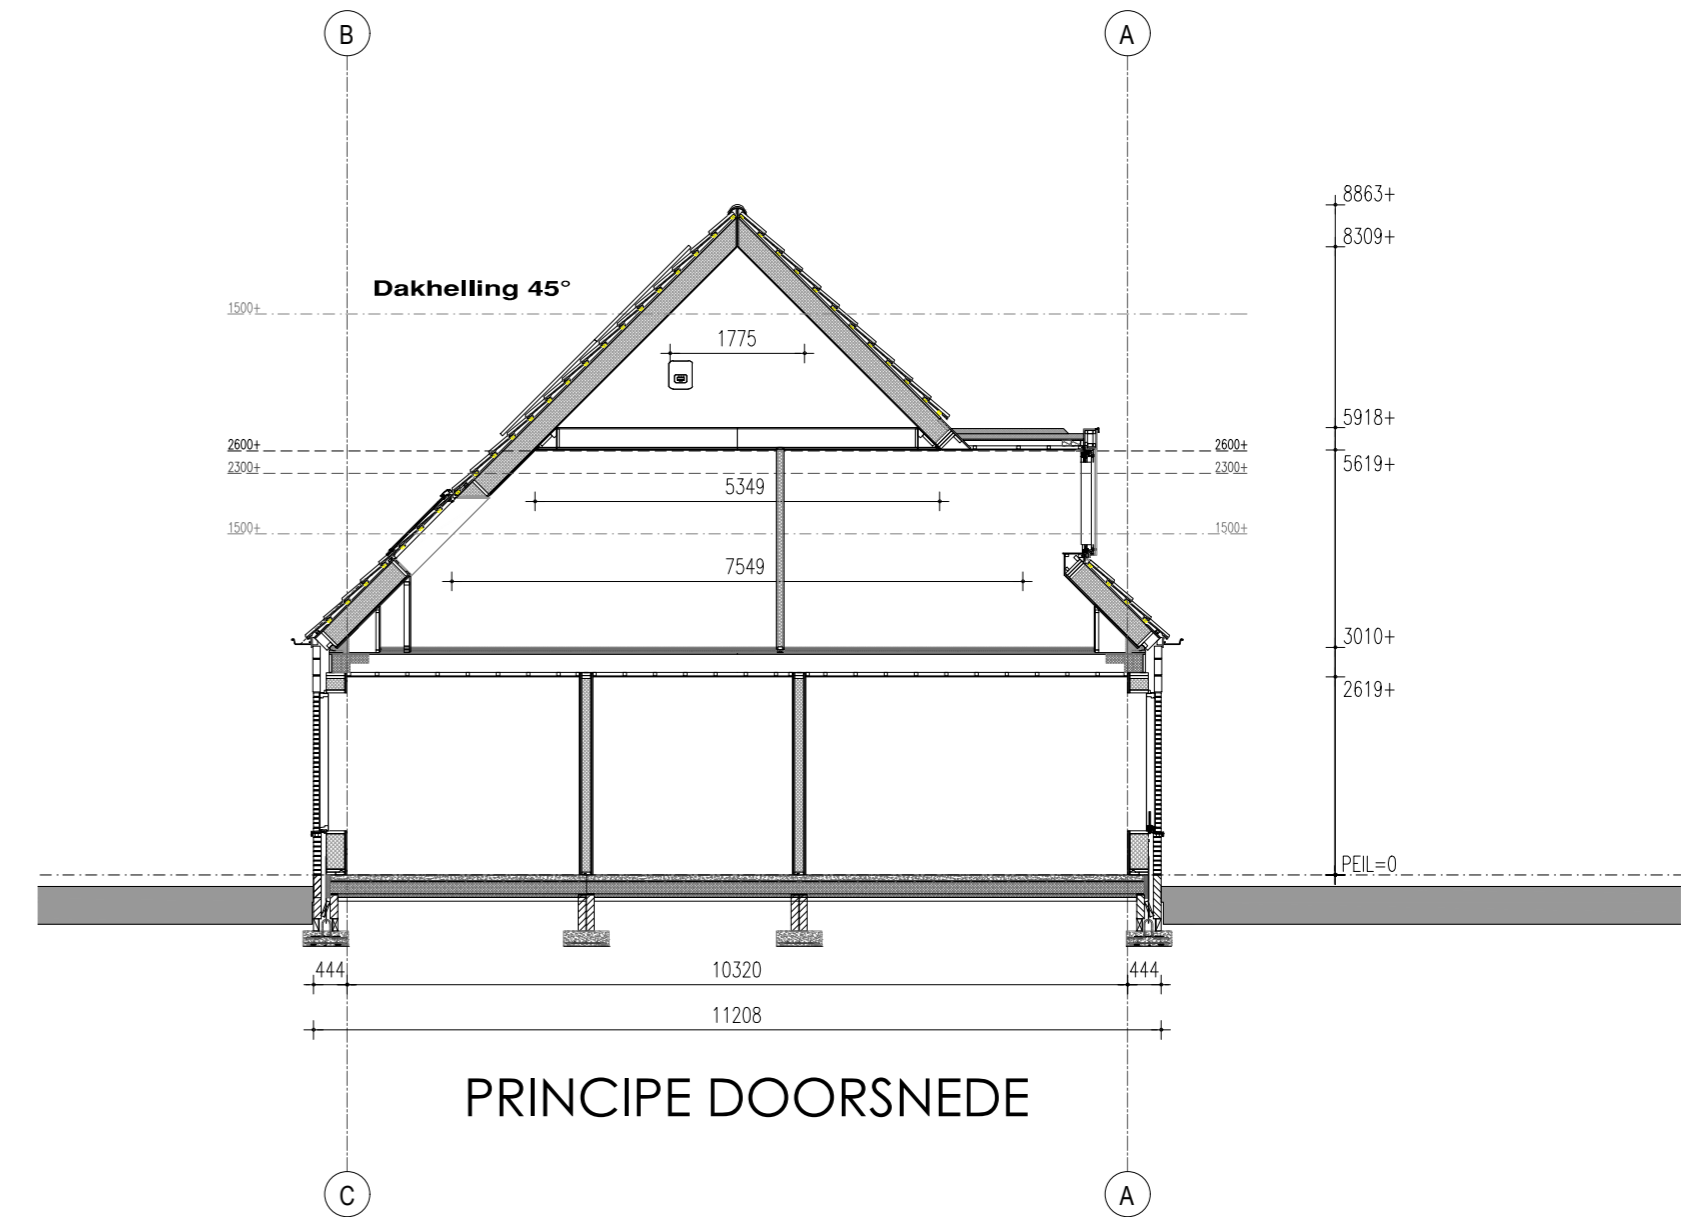 B
A
8863+
8309+
Dakhelling 45°
1500+
1775
5918+
2600+
2600+
5619+
2300+
2300+
5349
1500+
1500+
7549
3010+
2619+
PEIL=0
444
10320
444
11208
PRINCIPE DOORSNEDE
C
A